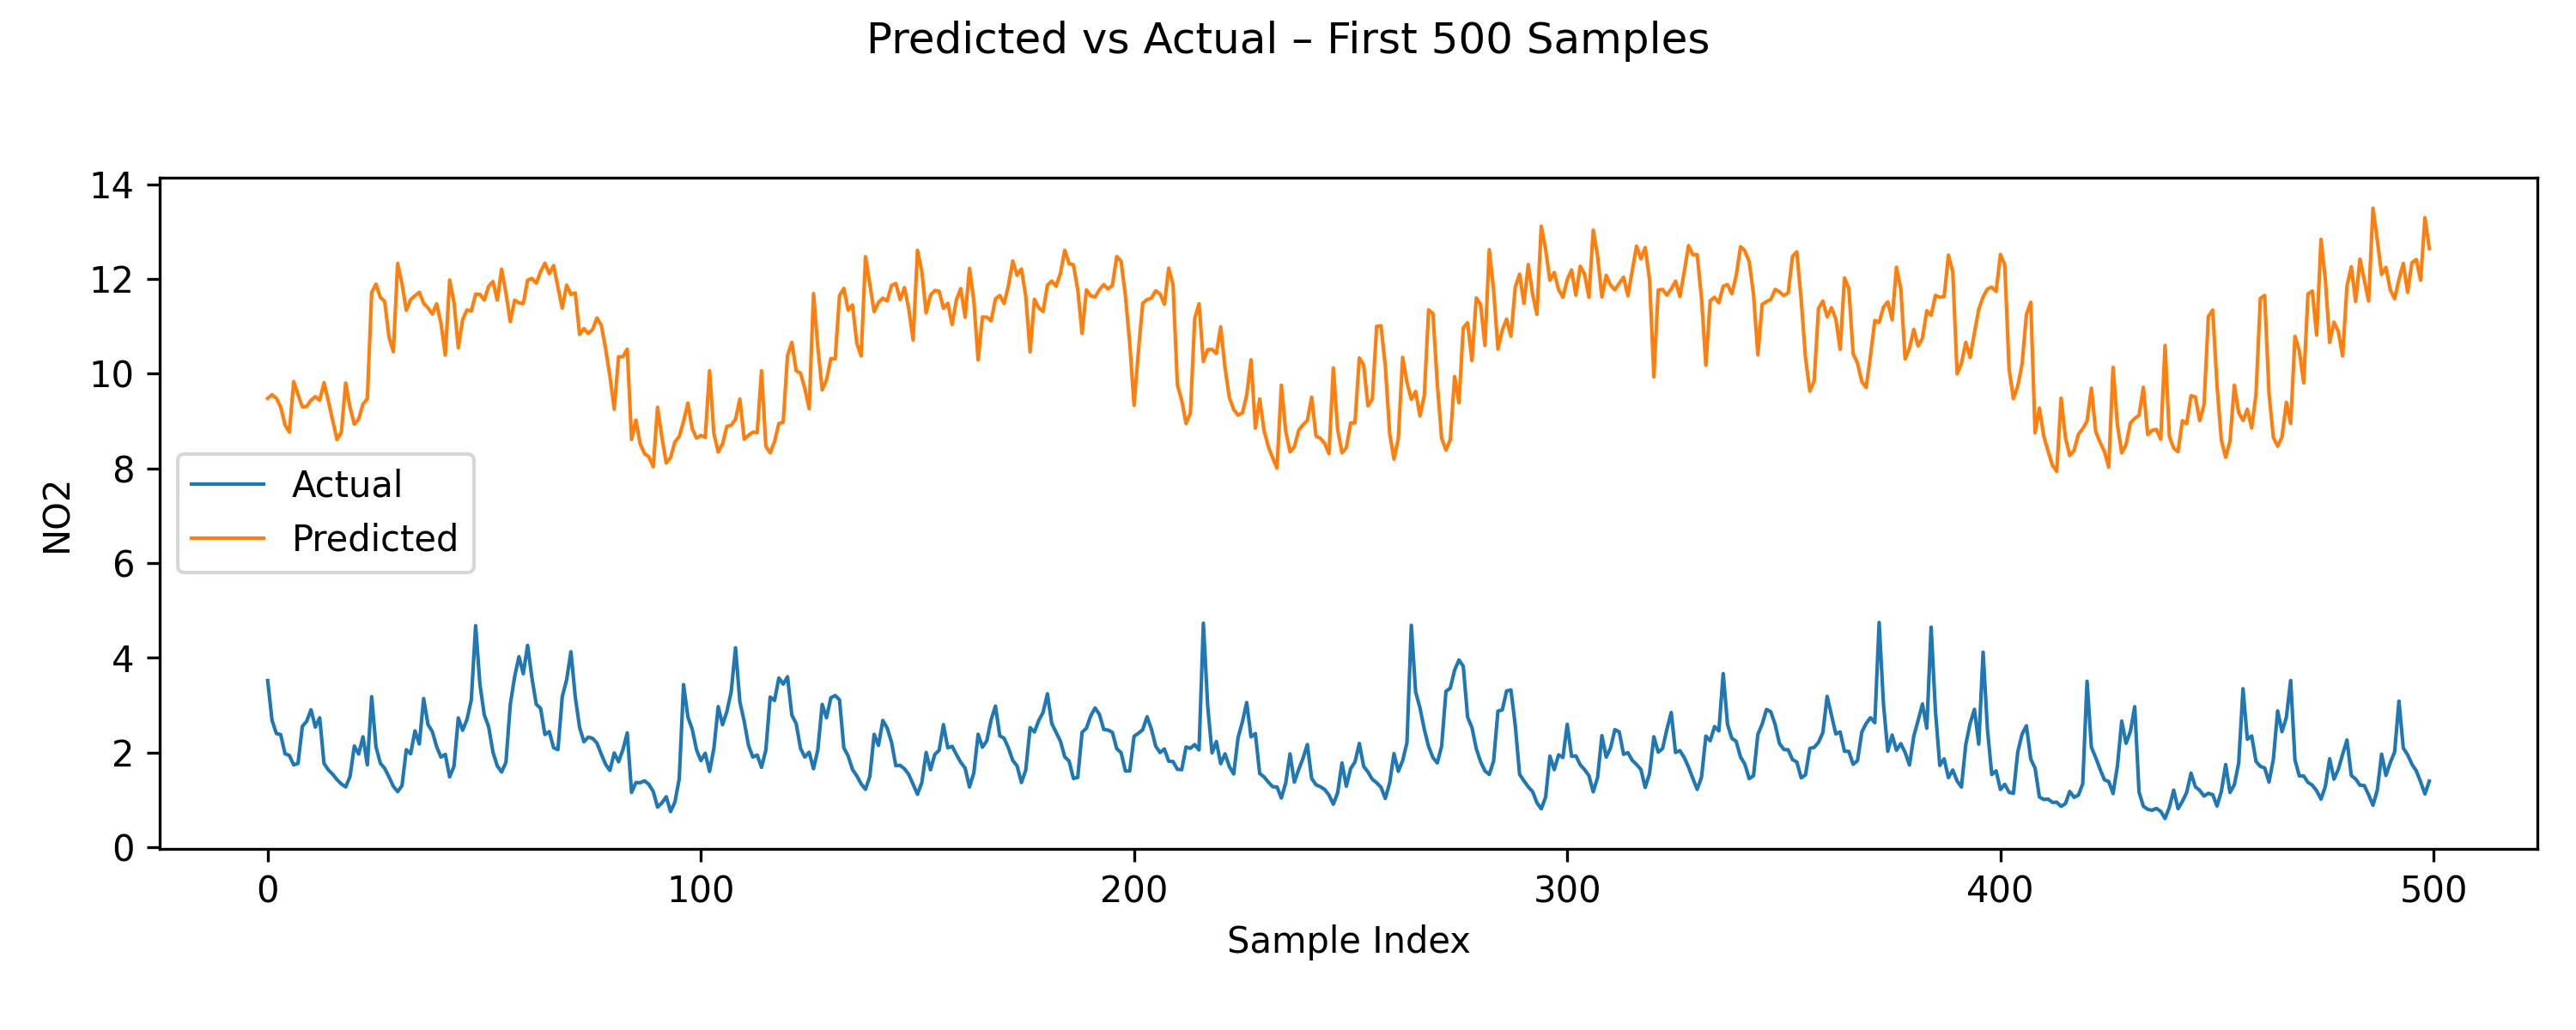 Predicted vs Actual – First 500 Samples
14
12
10
8
6
4
2
0
NO2
Actual
Predicted
0 100 200 300 400 500
Sample Index